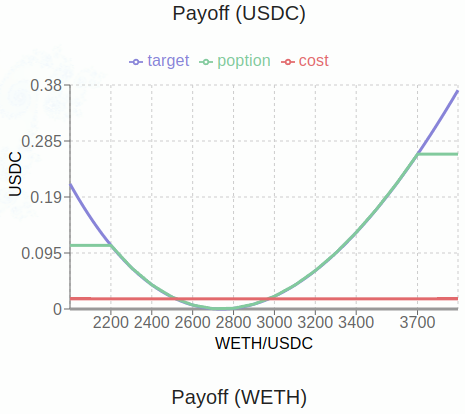 Payoff (USDC)
target poption cost
0.38
0.285
0.19
0.095
0
USDC
2200 2400 2600 2800 3000 3200 3400 3700
WETH/USDC
Payoff (WETH)